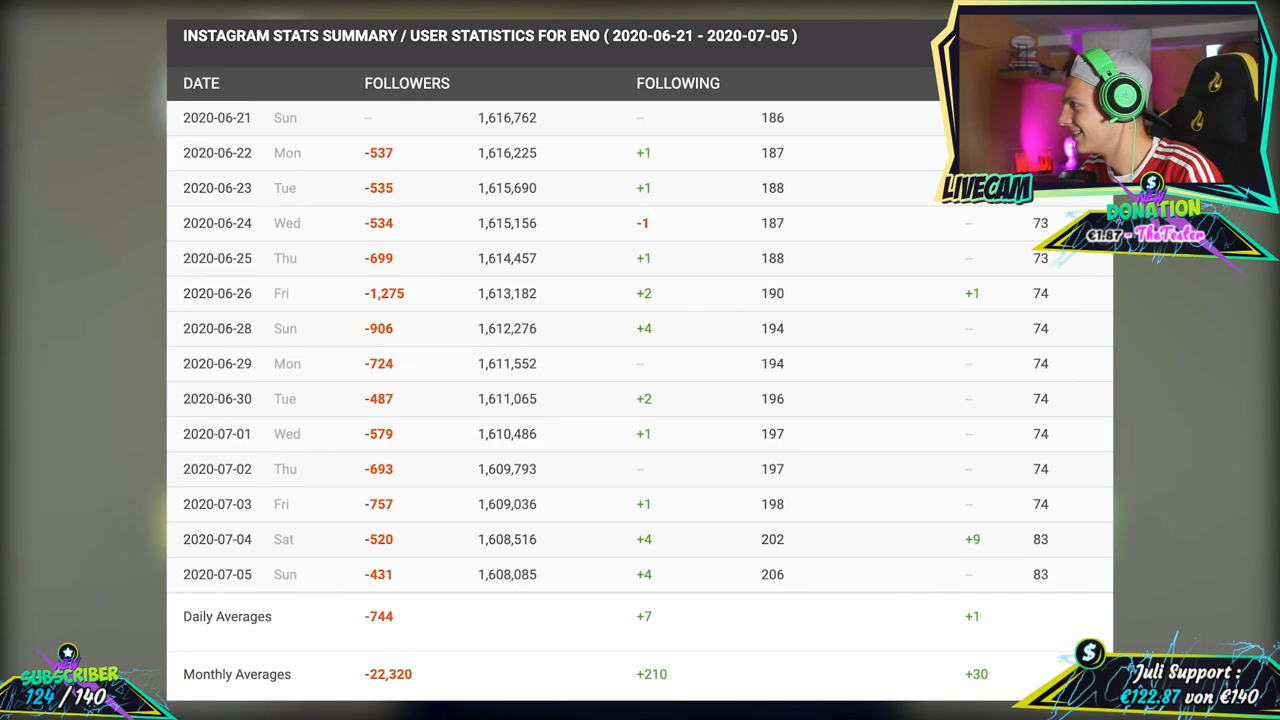 INSTAGRAM STATS SUMMARY / USER STATISTICS FOR ENO ( 2020-06-21 - 2020-07-05 )
DATE FOLLOWERS FOLLOWING
2020-06-21 Sun 1,616,762 -- 186
2020-06-22 Mon -537 1,616,225 +1 187
2020-06-23 Tue -535 1,615,690 +1 188
2020-06-24 Wed -534 1,615,156 -1 187 -- 73
2020-06-25 Thu -699 1,614,457 +1 188 -- 73
2020-06-26 Fri -1,275 1,613,182 +2 190 +1 74
2020-06-28 Sun -906 1,612,276 +4 194 -- 74
2020-06-29 Mon -724 1,611,552 -- 194 -- 74
2020-06-30 Tue -487 1,611,065 +2 196 -- 74
2020-07-01 Wed -579 1,610,486 +1 197 -- 74
2020-07-02 Thu -693 1,609,793 -- 197 -- 74
2020-07-03 Fri -757 1,609,036 +1 198 -- 74
2020-07-04 Sat -520 1,608,516 +4 202 +9 83
2020-07-05 Sun -431 1,608,085 +4 206 -- 83
Daily Averages -744 +7 +1
Monthly Averages -22,320 +210 +30
LIVECAM
NEW
DONATION
€1.87 - TheTesler
NEW
SUBSCRIBER
124 / 140
Juli Support :
€122.87 von €140